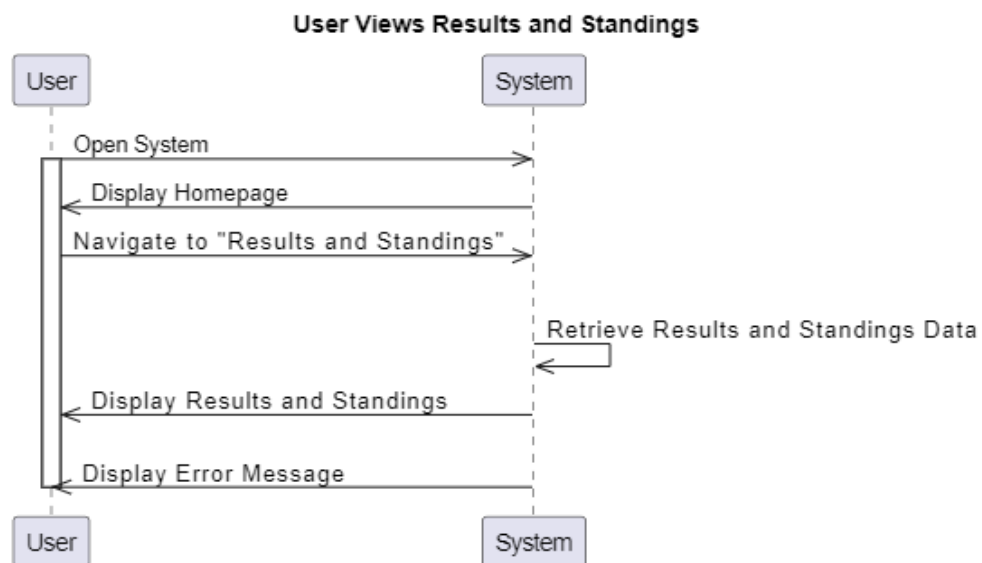 User Views Results and Standings
User
System
Open System
Display Homepage
Navigate to "Results and Standings"
Retrieve Results and Standings Data
Display Results and Standings
Display Error Message
User
System